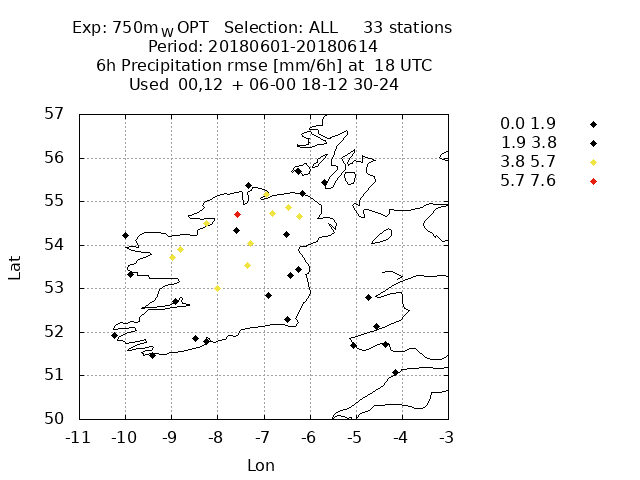 Exp: 750mWOPT Selection: ALL 33 stations
Period: 20180601-20180614
6h Precipitation rmse [mm/6h] at 18 UTC
Used 00,12 + 06-00 18-12 30-24
0.0 1.9
1.9 3.8
3.8 5.7
5.7 7.6
57
56
55
54
53
52
51
50
Lat
-11 -10 -9 -8 -7 -6 -5 -4 -3
Lon